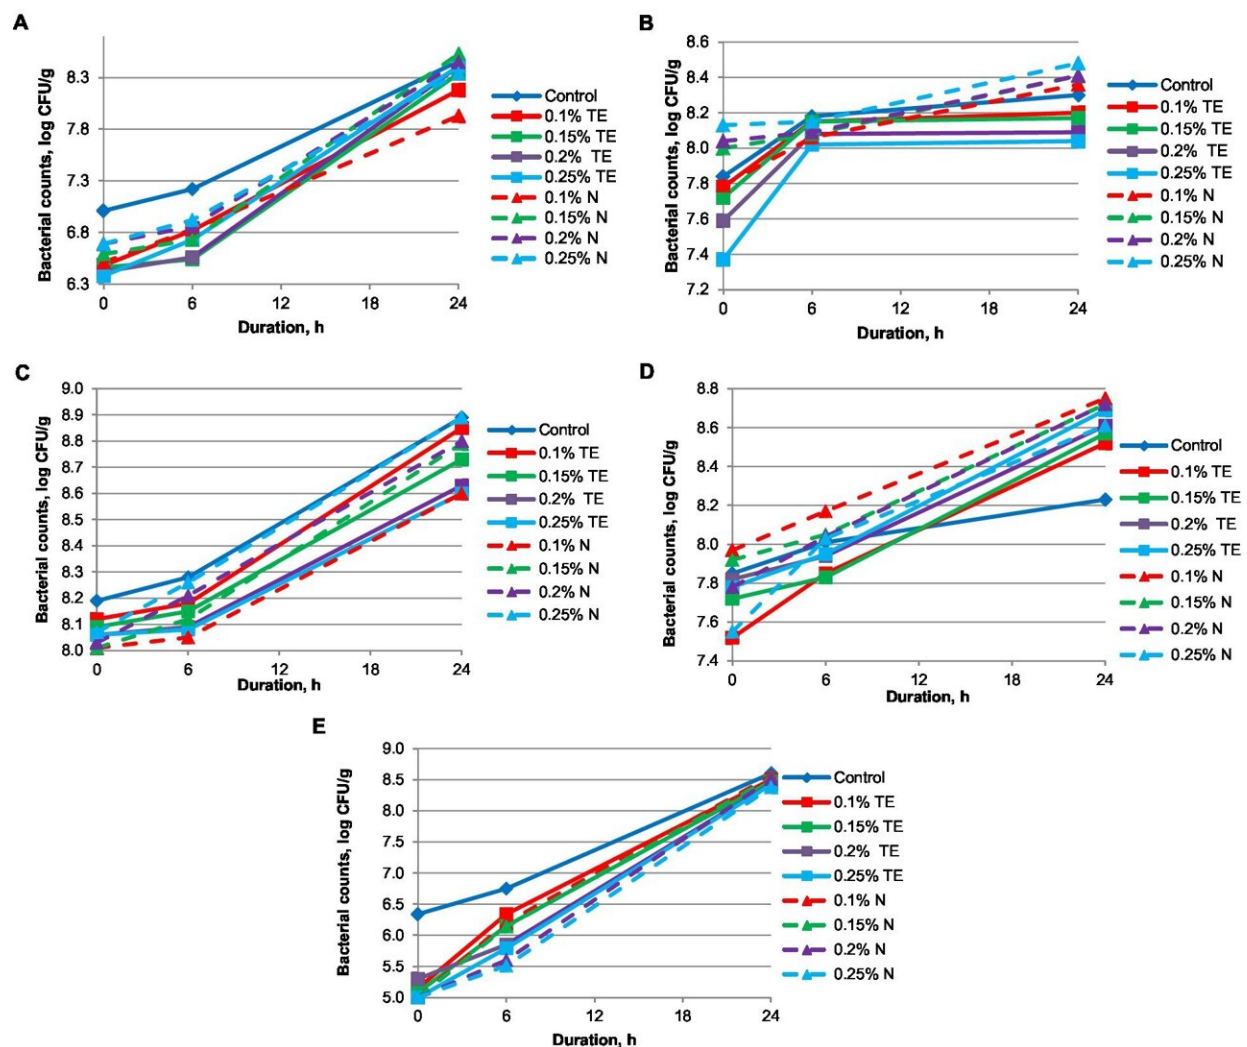 A
Bacterial counts, log CFU/g
8.3
7.8
7.3
6.8
6.3
0 6 12 18 24
Duration, h
Control
0.1% TE
0.15% TE
0.2% TE
0.25% TE
0.1% N
0.15% N
0.2% N
0.25% N
B
Bacterial counts, log CFU/g
8.6
8.4
8.2
8.0
7.8
7.6
7.4
7.2
0 6 12 18 24
Duration, h
Control
0.1% TE
0.15% TE
0.2% TE
0.25% TE
0.1% N
0.15% N
0.2% N
0.25% N
C
Bacterial counts, log CFU/g
9.0
8.9
8.8
8.7
8.6
8.5
8.4
8.3
8.2
8.1
8.0
0 6 12 18 24
Duration, h
Control
0.1% TE
0.15% TE
0.2% TE
0.25% TE
0.1% N
0.15% N
0.2% N
0.25% N
D
Bacterial counts, log CFU/g
8.8
8.6
8.4
8.2
8.0
7.8
7.6
7.4
0 6 12 18 24
Duration, h
Control
0.1% TE
0.15% TE
0.2% TE
0.25% TE
0.1% N
0.15% N
0.2% N
0.25% N
E
Bacterial counts, log CFU/g
9.0
8.5
8.0
7.5
7.0
6.5
6.0
5.5
5.0
0 6 12 18 24
Duration, h
Control
0.1% TE
0.15% TE
0.2% TE
0.25% TE
0.1% N
0.15% N
0.2% N
0.25% N